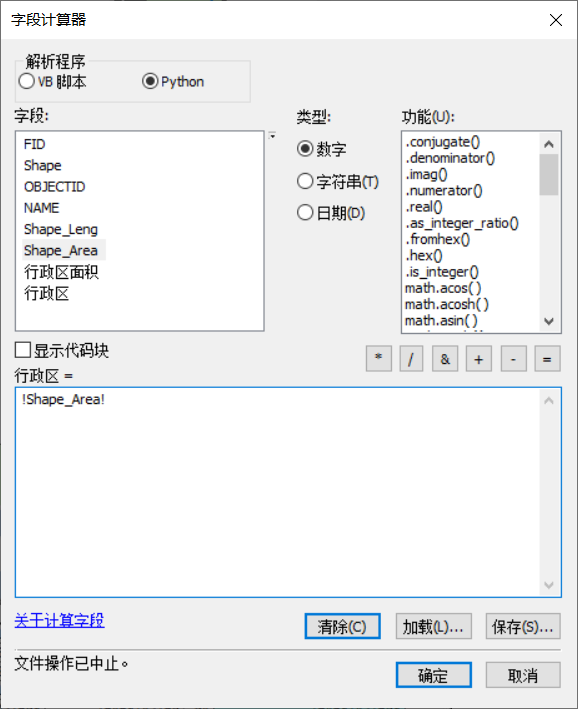 字段计算器
解析程序
VB 脚本
Python
字段:
类型:
功能(U):
FID
Shape
OBJECTID
NAME
Shape_Leng
Shape_Area
行政区面积
行政区
数字
字符串(T)
日期(D)
.conjugate()
.denominator()
.imag()
.numerator()
.real()
.as_integer_ratio()
.fromhex()
.hex()
.is_integer()
math.acos( )
math.acosh( )
math.asin( )
显示代码块
* / & + - =
行政区 =
!Shape_Area!
关于计算字段
清除(C)
加载(L)...
保存(S)...
文件操作已中止。
确定
取消